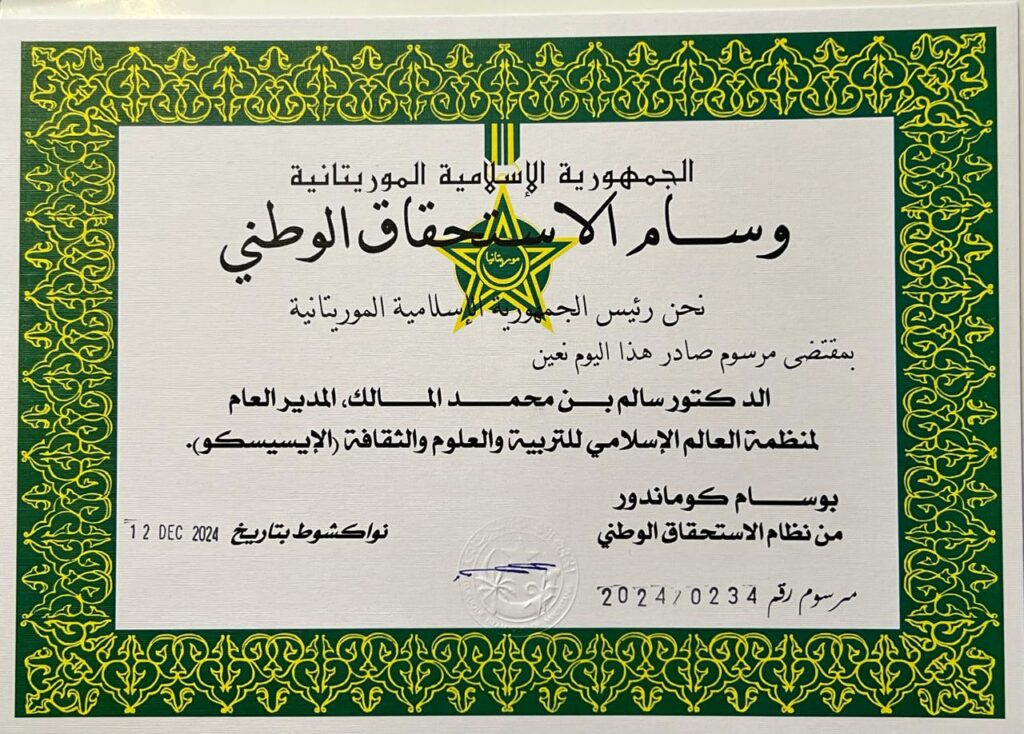 الجمهورية الإسلامية الموريتانية
وسام الاستحقاق الوطني
موريتانيا
نحن رئيس الجمهورية الإسلامية الموريتانية
بمقتضى مرسوم صادر هذا اليوم نعين
الدكتور سالم بن محمد المالك، المدير العام
لمنظمة العالم الإسلامي للتربية والعلوم والثقافة (الإيسيسكو).
بوسام كوماندور
من نظام الاستحقاق الوطني
نواكشوط بتاريخ 12 DEC 2024
مرسوم رقم 2024/0234